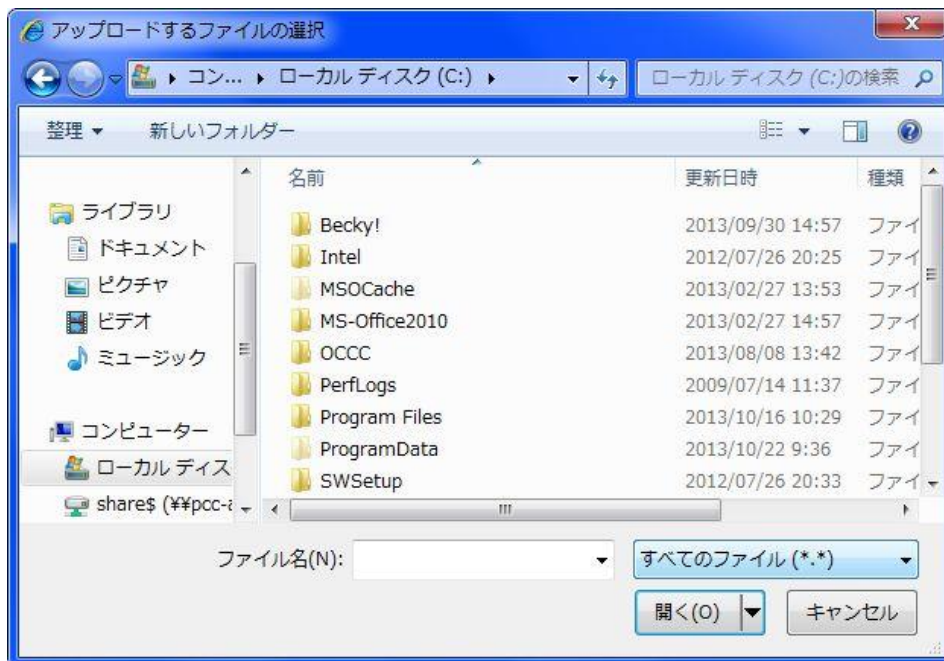 アップロードするファイルの選択
コン... ▸ ローカル ディスク (C:) ▸
ローカル ディスク (C:)の検索
整理 ▼ 新しいフォルダー
名前 更新日時 種類
ライブラリ
ドキュメント
ピクチャ
ビデオ
ミュージック
コンピューター
ローカル ディス
share$ (¥¥pcc-
Becky! 2013/09/30 14:57 ファイ
Intel 2012/07/26 20:25 ファイ
MSOCache 2013/02/27 13:53 ファイ
MS-Office2010 2013/02/27 14:57 ファイ
OCCC 2013/08/08 13:42 ファイ
PerfLogs 2009/07/14 11:37 ファイ
Program Files 2013/10/16 10:29 ファイ
ProgramData 2013/10/22 9:36 ファイ
SWSetup 2012/07/26 20:33 ファイ
ファイル名(N):
すべてのファイル (*.*)
開く(O) キャンセル